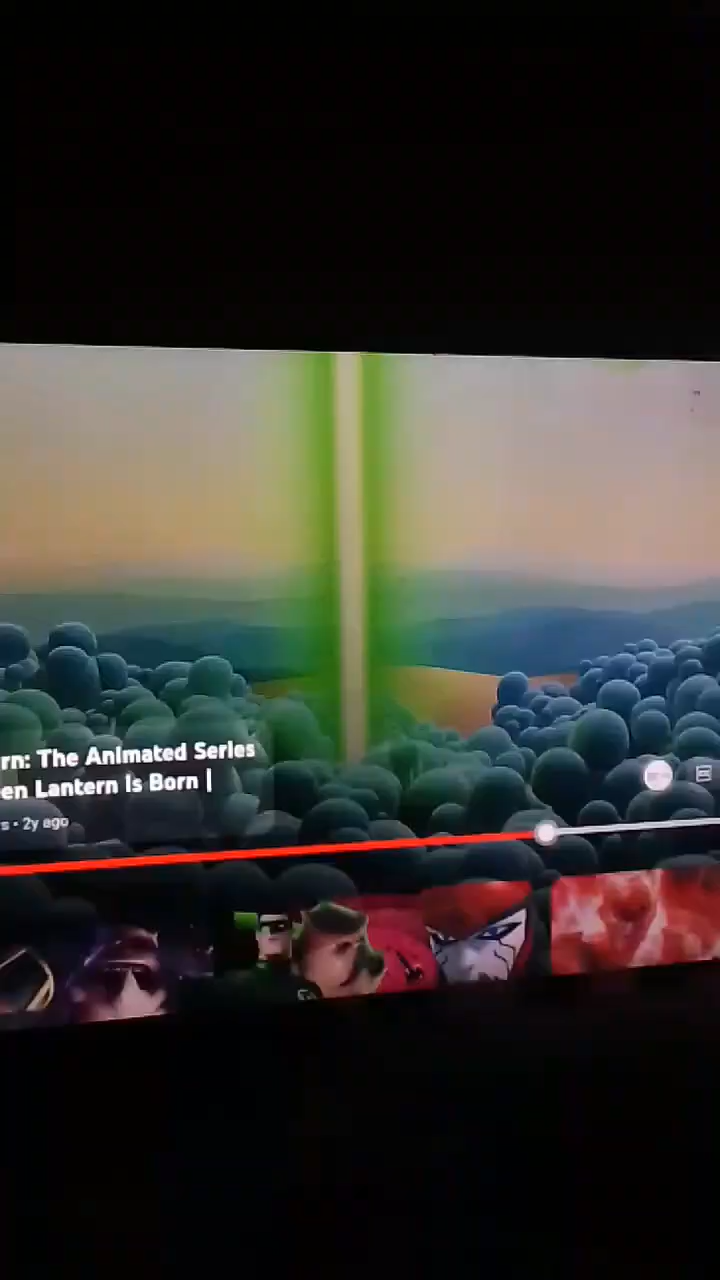 rn: The Animated Series
en Lantern Is Born |
s • 2y ago